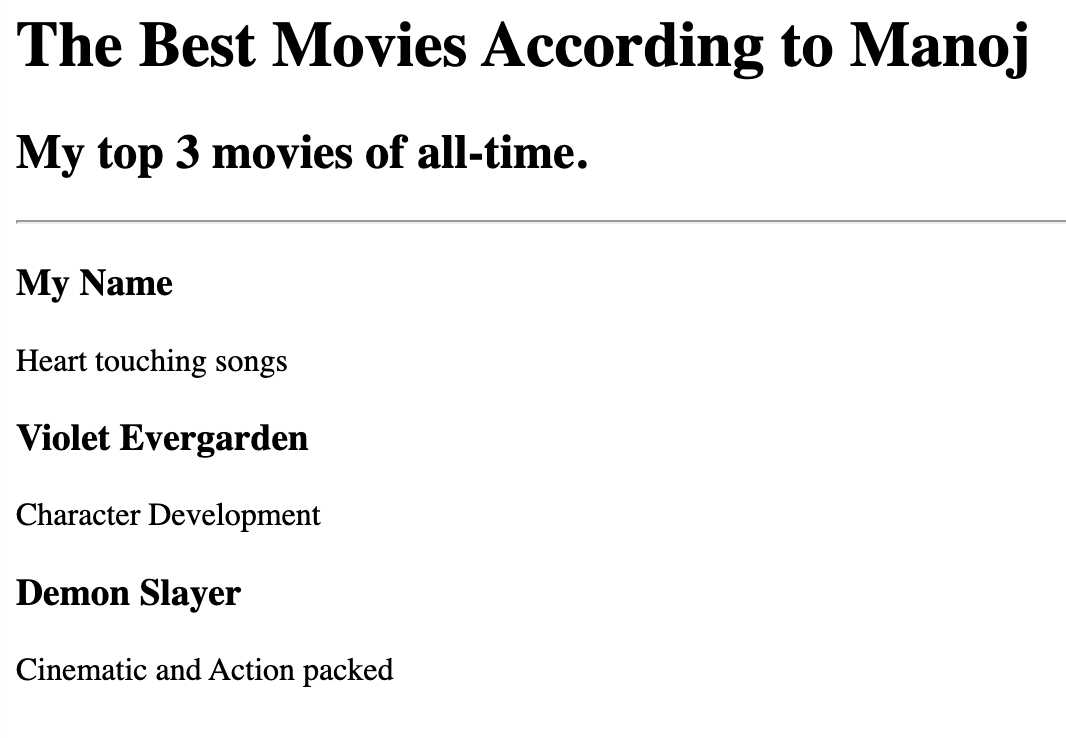 The Best Movies According to Manoj
My top 3 movies of all-time.
My Name
Heart touching songs
Violet Evergarden
Character Development
Demon Slayer
Cinematic and Action packed